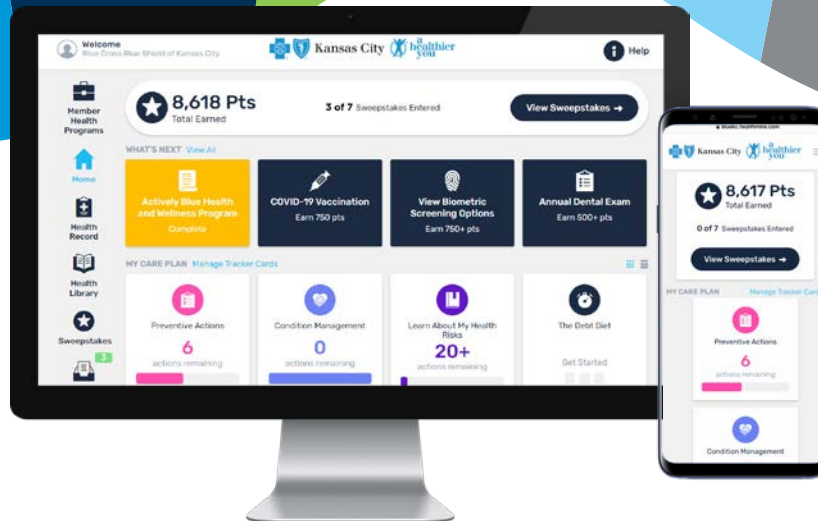 Welcome
Blue Cross Blue Shield of Kansas City
Kansas City
a healthier you
Help
Member
Health
Programs
8,618 Pts
Total Earned
3 of 7 Sweepstakes Entered
View Sweepstakes →
WHAT'S NEXT View All
Home
Actively Blue Health
and Wellness Program
Complete
COVID-19 Vaccination
Earn 750 pts
View Biometric
Screening Options
Earn 750+ pts
Annual Dental Exam
Earn 500+ pts
Health
Record
MY CARE PLAN Manage Tracker Cards
Health
Library
Preventive Actions
6
actions remaining
Condition Management
0
actions remaining
Learn About My Health
Risks
20+
actions remaining
The Debt Diet
Get Started
Sweepstakes
3
bluekc.healthmine.com
Kansas City
a healthier you
8,617 Pts
Total Earned
0 of 7 Sweepstakes Entered
View Sweepstakes →
MY CARE PLAN Manage Tracker Card
Preventive Actions
6
actions remaining
Condition Management